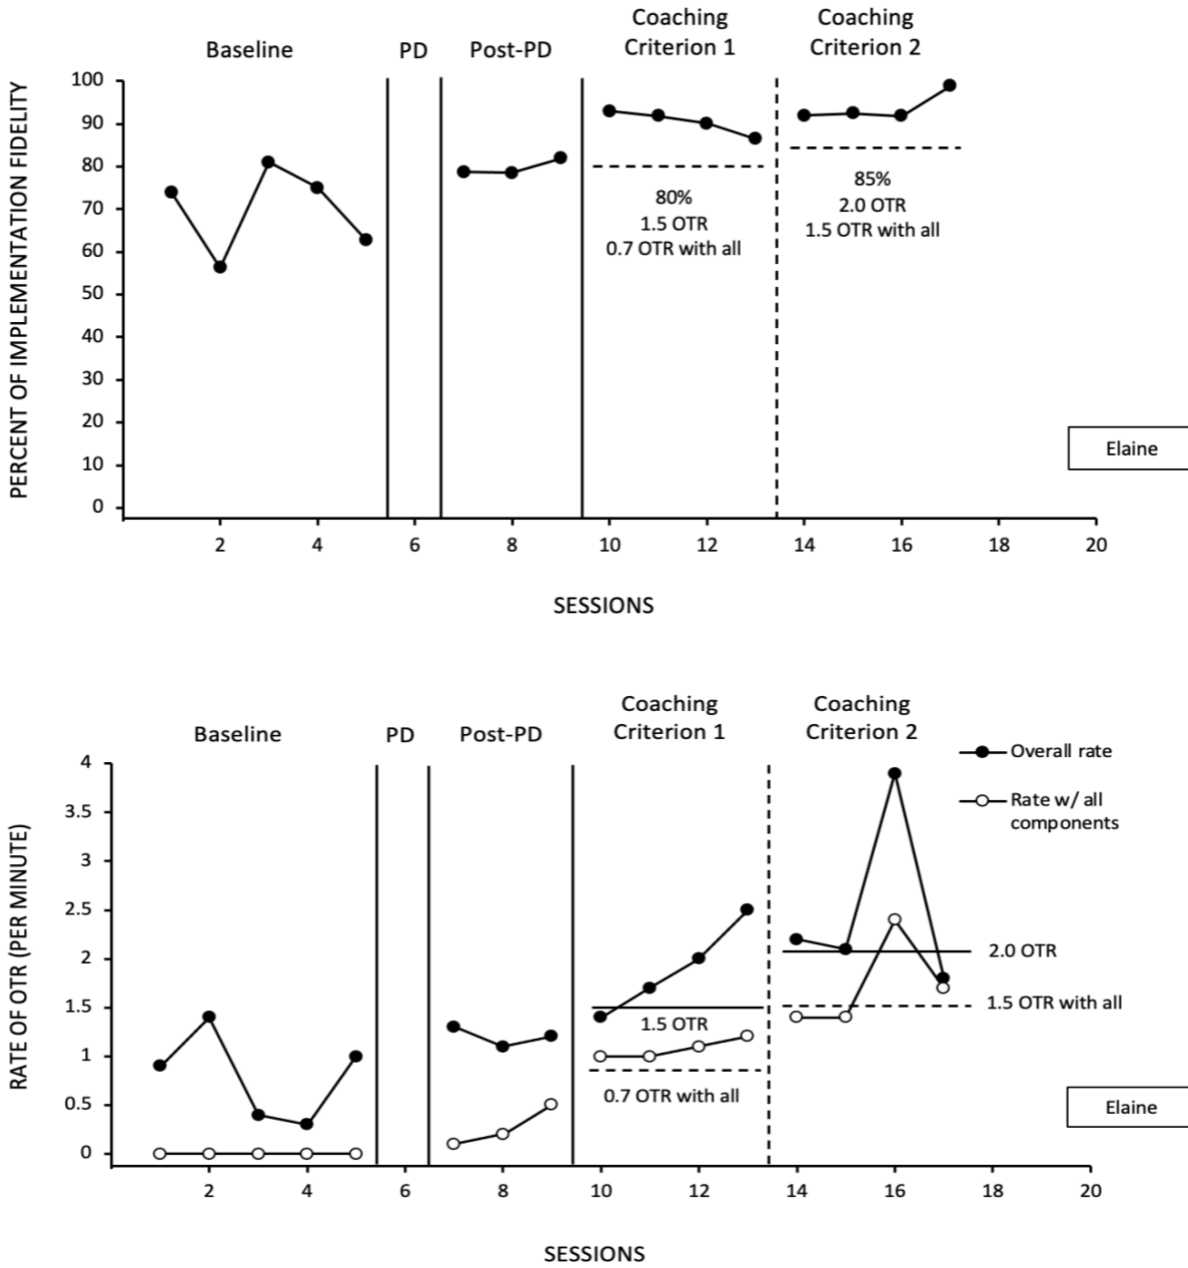 Baseline
PD
Post-PD
Coaching
Criterion 1
Coaching
Criterion 2
PERCENT OF IMPLEMENTATION FIDELITY
100
90
80
70
60
50
40
30
20
10
0
80%
1.5 OTR
0.7 OTR with all
85%
2.0 OTR
1.5 OTR with all
Elaine
2 4 6 8 10 12 14 16 18 20
SESSIONS
Baseline
PD
Post-PD
Coaching
Criterion 1
Coaching
Criterion 2
Overall rate
Rate w/ all
components
RATE OF OTR (PER MINUTE)
4
3.5
3
2.5
2
1.5
1
0.5
0
1.5 OTR
0.7 OTR with all
2.0 OTR
1.5 OTR with all
Elaine
2 4 6 8 10 12 14 16 18 20
SESSIONS